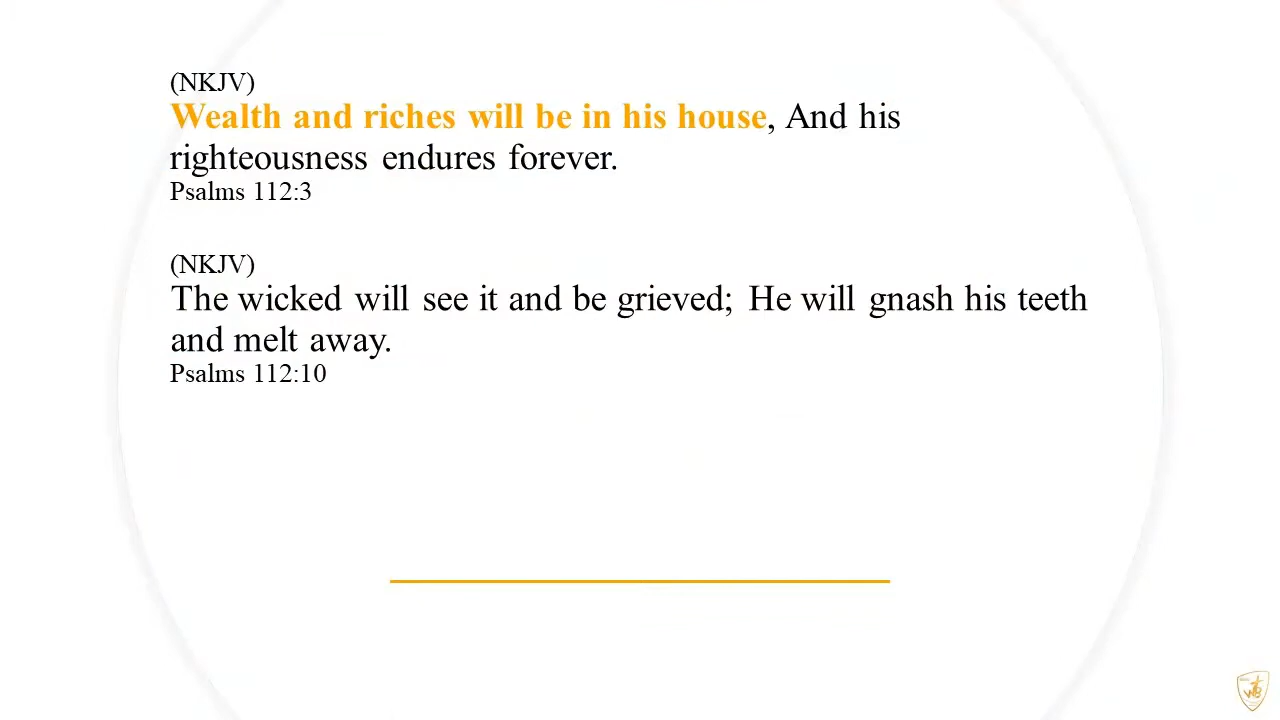 (NKJV)
Wealth and riches will be in his house, And his
righteousness endures forever.
Psalms 112:3
(NKJV)
The wicked will see it and be grieved; He will gnash his teeth
and melt away.
Psalms 112:10